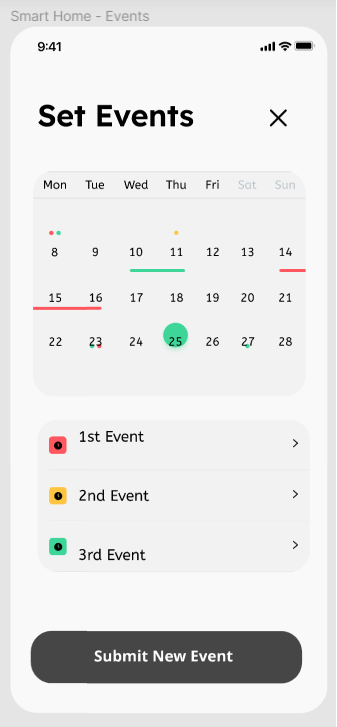 Smart Home - Events
9:41
Set Events
Mon Tue Wed Thu Fri Sat Sun
8 9 10 11 12 13 14
15 16 17 18 19 20 21
22 23 24 25 26 27 28
1st Event
2nd Event
3rd Event
Submit New Event